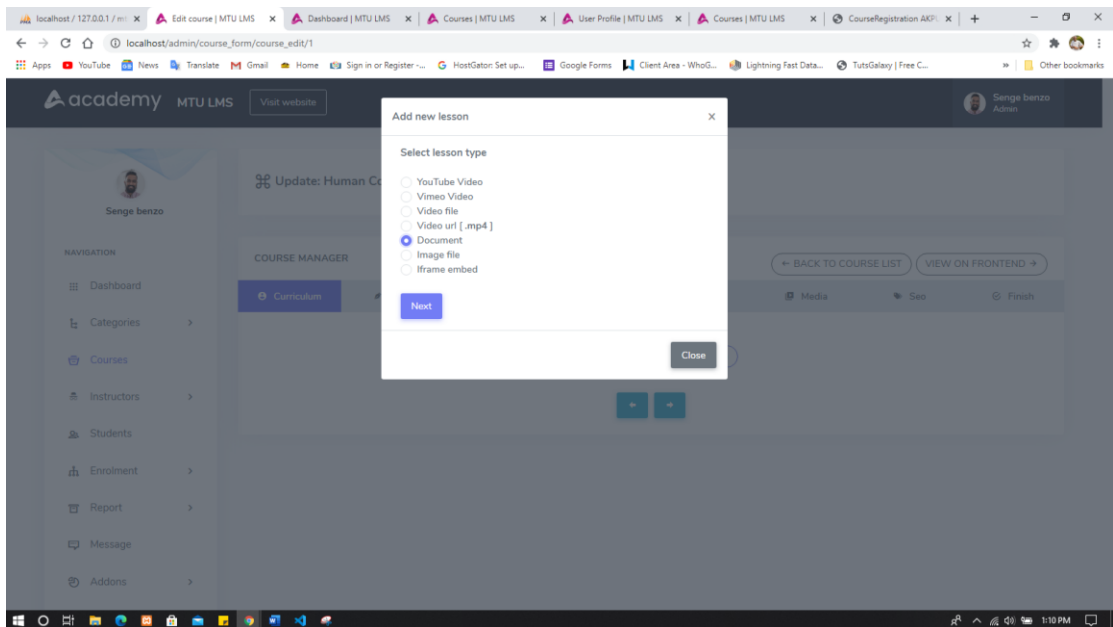 localhost / 127.0.0.1 / m
Edit course | MTU LMS
Dashboard | MTU LMS
Courses | MTU LMS
User Profile | MTU LMS
Courses | MTU LMS
CourseRegistration AKP
localhost/admin/course_form/course_edit/1
Apps
YouTube
News
Translate
Gmail
Home
Sign in or Register -...
HostGator: Set up...
Google Forms
Client Area - WhoG...
Lightning Fast Data...
TutsGalaxy | Free C...
Other bookmarks
academy MTU LMS
Visit website
Senge benzo
Admin
Add new lesson
Select lesson type
YouTube Video
Vimeo Video
Video file
Video url [ .mp4 ]
Document
Image file
Iframe embed
Next
Close
Senge benzo
NAVIGATION
Dashboard
Categories
Courses
Instructors
Students
Enrolment
Report
Message
Addons
Update: Human Co
COURSE MANAGER
← BACK TO COURSE LIST
VIEW ON FRONTEND →
Curriculum
Media
Seo
Finish
1:10 PM